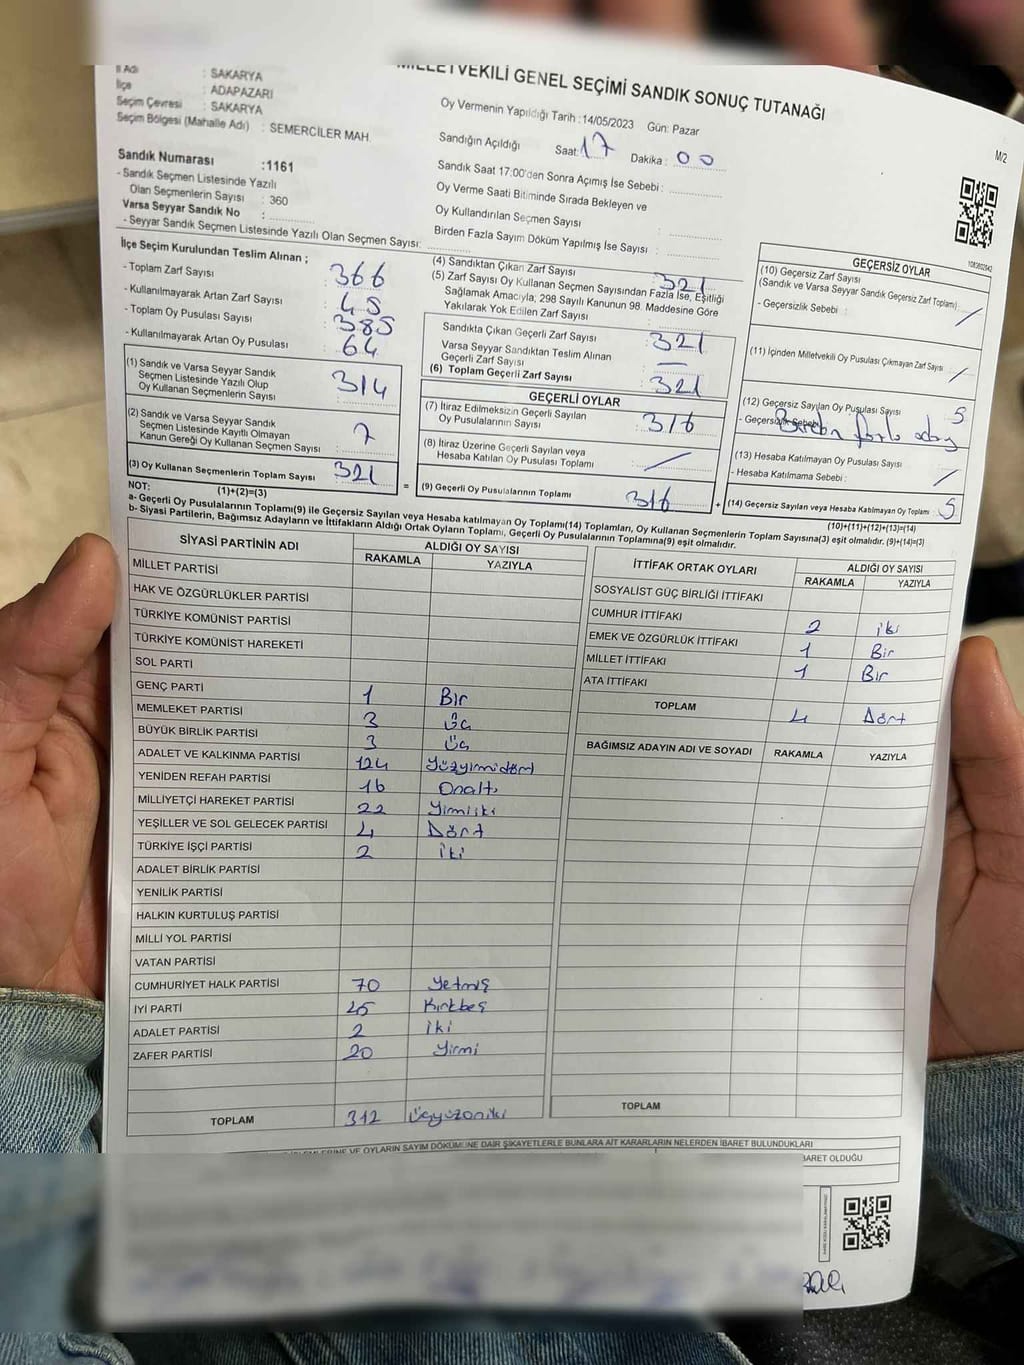 MİLLETVEKİLİ GENEL SEÇİMİ SANDIK SONUÇ TUTANAĞI
İl Adı : SAKARYA
İlçe : ADAPAZARI
Seçim Çevresi : SAKARYA
Seçim Bölgesi (Mahalle Adı) : SEMERCİLER MAH.
Sandık Numarası :1161
- Sandık Seçmen Listesinde Yazılı
Olan Seçmenlerin Sayısı : 360
Varsa Seyyar Sandık No :
- Seyyar Sandık Seçmen Listesinde Yazılı Olan Seçmen Sayısı:
Oy Vermenin Yapıldığı Tarih :14/05/2023 Gün: Pazar
Sandığın Açıldığı Saat: 17 Dakika : 00
Sandık Saat 17:00'den Sonra Açımış İse Sebebi :
Oy Verme Saati Bitiminde Sırada Bekleyen ve
Oy Kullandırılan Seçmen Sayısı :
Birden Fazla Sayım Döküm Yapılmış İse Sayısı :
M/2
İlçe Seçim Kurulundan Teslim Alınan ;
- Toplam Zarf Sayısı : 366
- Kullanılmayarak Artan Zarf Sayısı : 45
- Toplam Oy Pusulası Sayısı : 385
- Kullanılmayarak Artan Oy Pusulası : 64
(1) Sandık ve Varsa Seyyar Sandık
Seçmen Listesinde Yazılı Olup
Oy Kullanan Seçmenlerin Sayısı : 314
(2) Sandık ve Varsa Seyyar Sandık
Seçmen Listesinde Kayıtlı Olmayan
Kanun Gereği Oy Kullanan Seçmen Sayısı : 7
(3) Oy Kullanan Seçmenlerin Toplam Sayısı : 321
(1)+(2)=(3)
(4) Sandıktan Çıkan Zarf Sayısı : 321
(5) Zarf Sayısı Oy Kullanan Seçmen Sayısından Fazla İse, Eşitliği
Sağlamak Amacıyla; 298 Sayılı Kanunun 98. Maddesine Göre
Yakılarak Yok Edilen Zarf Sayısı :
Sandıkta Çıkan Geçerli Zarf Sayısı : 321
Varsa Seyyar Sandıktan Teslim Alınan
Geçerli Zarf Sayısı : —
(6) Toplam Geçerli Zarf Sayısı : 321
GEÇERLİ OYLAR
(7) İtiraz Edilmeksizin Geçerli Sayılan
Oy Pusulalarının Sayısı : 316
(8) İtiraz Üzerine Geçerli Sayılan veya
Hesaba Katılan Oy Pusulası Toplamı : /
= (9) Geçerli Oy Pusulalarının Toplamı : 316
GEÇERSİZ OYLAR
(10) Geçersiz Zarf Sayısı
(Sandık ve Varsa Seyyar Sandık Geçersiz Zarf Toplamı) : /
- Geçersizlik Sebebi :
(11) İçinden Milletvekili Oy Pusulası Çıkmayan Zarf Sayısı : /
(12) Geçersiz Sayılan Oy Pusulası Sayısı : 5
- Geçersizlik Sebebi : Birden fazla
(13) Hesaba Katılmayan Oy Pusulası Sayısı :
- Hesaba Katılmama Sebebi : /
+ (14) Geçersiz Sayılan veya Hesaba Katılmayan Oy Toplamı : 5
(10)+(11)+(12)+(13)=(14)
NOT:
a- Geçerli Oy Pusulalarının Toplamı(9) ile Geçersiz Sayılan veya Hesaba katılmayan Oy Toplamı(14) Toplamları, Oy Kullanan Seçmenlerin Toplam Sayısına(3) eşit olmalıdır. (9)+(14)=(3)
b- Siyasi Partilerin, Bağımsız Adayların ve İttifakların Aldığı Ortak Oyların Toplamı, Geçerli Oy Pusulalarının Toplamına(9) eşit olmalıdır.
SİYASİ PARTİNİN ADI ALDIĞI OY SAYISI
RAKAMLA YAZIYLA
MİLLET PARTİSİ
HAK VE ÖZGÜRLÜKLER PARTİSİ
TÜRKİYE KOMÜNİST PARTİSİ
TÜRKİYE KOMÜNİST HAREKETİ
SOL PARTİ
GENÇ PARTİ 1 Bir
MEMLEKET PARTİSİ 3 Üç
BÜYÜK BİRLİK PARTİSİ 3 Üç
ADALET VE KALKINMA PARTİSİ 124 Yüzyirmidört
YENİDEN REFAH PARTİSİ 16 Onaltı
MİLLİYETÇİ HAREKET PARTİSİ 22 Yirmiiki
YEŞİLLER VE SOL GELECEK PARTİSİ 4 Dört
TÜRKİYE İŞÇİ PARTİSİ 2 İki
ADALET BİRLİK PARTİSİ
YENİLİK PARTİSİ
HALKIN KURTULUŞ PARTİSİ
MİLLİ YOL PARTİSİ
VATAN PARTİSİ
CUMHURİYET HALK PARTİSİ 70 Yetmiş
İYİ PARTİ 45 Kırkbeş
ADALET PARTİSİ 2 iki
ZAFER PARTİSİ 20 Yirmi
TOPLAM 312 Üçyüzoniki
İTTİFAK ORTAK OYLARI ALDIĞI OY SAYISI
RAKAMLA YAZIYLA
SOSYALİST GÜÇ BİRLİĞİ İTTİFAKI
CUMHUR İTTİFAKI 2 iki
EMEK VE ÖZGÜRLÜK İTTİFAKI 1 Bir
MİLLET İTTİFAKI 1 Bir
ATA İTTİFAKI
TOPLAM 4 Dört
BAĞIMSIZ ADAYIN ADI VE SOYADI RAKAMLA YAZIYLA
TOPLAM
İŞLEMLERİNE VE OYLARIN SAYIM DÖKÜMÜNE DAİR ŞİKAYETLERLE BUNLARA AİT KARARLARIN NELERDEN İBARET BULUNDUKLARI
İBARET OLDUĞU